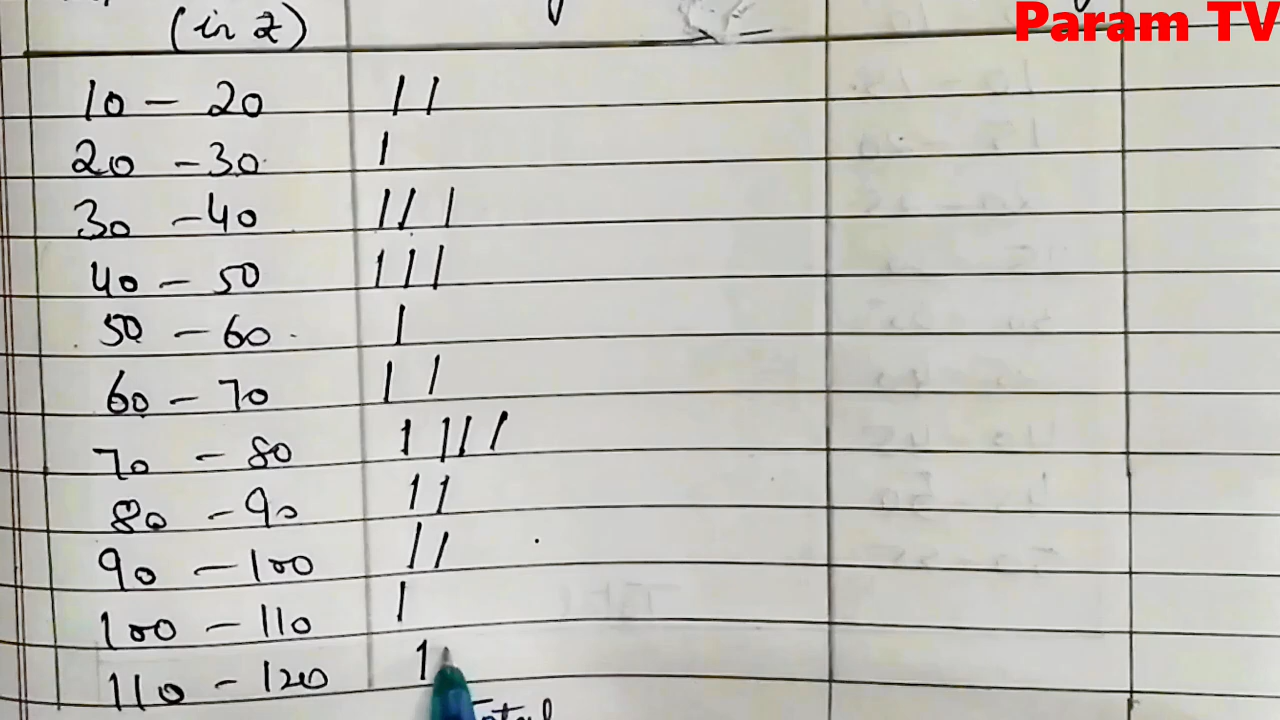 Param TV
(in ₹)
10 - 20 ||
20 - 30 |
30 - 40 |||
40 - 50 |||
50 - 60 |
60 - 70 ||
70 - 80 ||||
80 - 90 ||
90 - 100 ||
100 - 110 |
110 - 120 |
Total